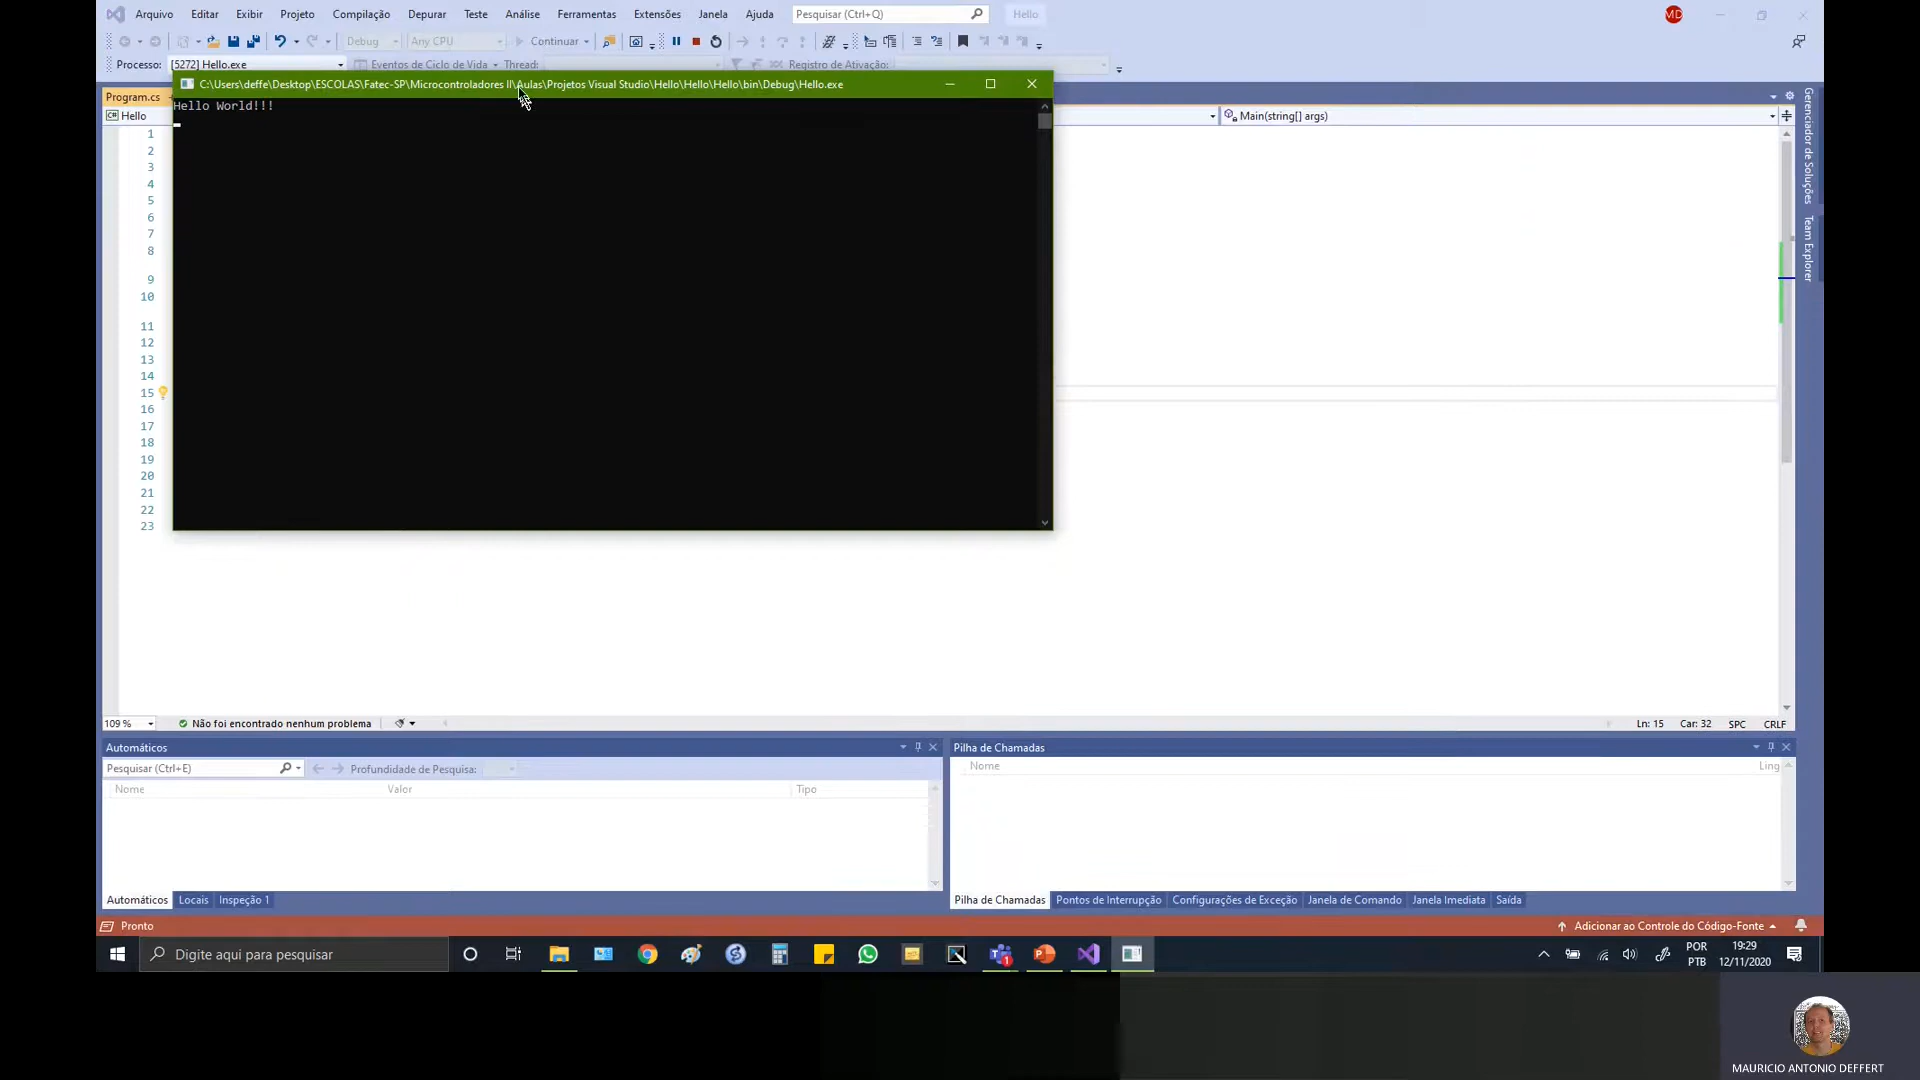 Arquivo Editar Exibir Projeto Compilação Depurar Teste Análise Ferramentas Extensões Janela Ajuda Pesquisar (Ctrl+Q) Hello MD
Debug Any CPU Continuar
Processo: [5272] Hello.exe Eventos de Ciclo de Vida Thread: Registro de Ativação:
C:\Users\deffe\Desktop\ESCOLAS\Fatec-SP\Microcontroladores II\Aulas\Projetos Visual Studio\Hello\Hello\Hello\bin\Debug\Hello.exe
Program.cs
Hello World!!!
Hello Main(string[] args)
Gerenciador de Soluções
Team Explorer
1
2
3
4
5
6
7
8
9
10
11
12
13
14
15
16
17
18
19
20
21
22
23
109 % Não foi encontrado nenhum problema Ln: 15 Car: 32 SPC CRLF
Automáticos
Pesquisar (Ctrl+E) Profundidade de Pesquisa:
Nome Valor Tipo
Pilha de Chamadas
Nome Ling
Automáticos Locais Inspeção 1
Pilha de Chamadas Pontos de Interrupção Configurações de Exceção Janela de Comando Janela Imediata Saída
Pronto Adicionar ao Controle do Código-Fonte
Digite aqui para pesquisar
1
POR
PTB
19:29
12/11/2020
MAURICIO ANTONIO DEFFERT